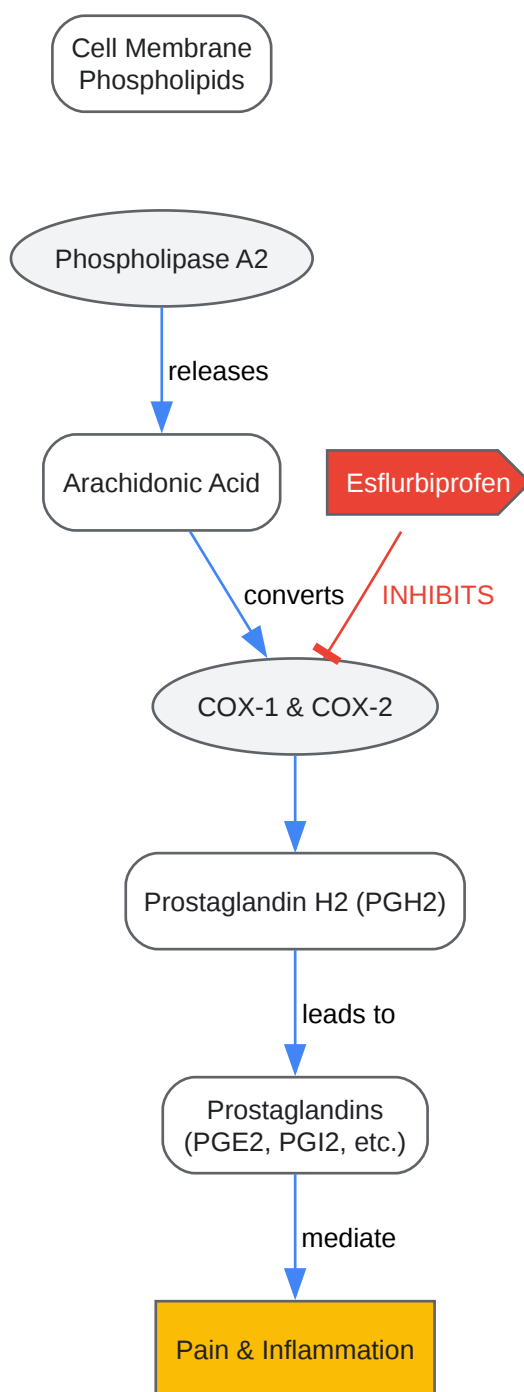 Cell Membrane
Phospholipids
Phospholipase A2
releases
Arachidonic Acid
Esflurbiprofen
converts
INHIBITS
COX-1 & COX-2
Prostaglandin H2 (PGH2)
leads to
Prostaglandins
(PGE2, PGI2, etc.)
mediate
Pain & Inflammation